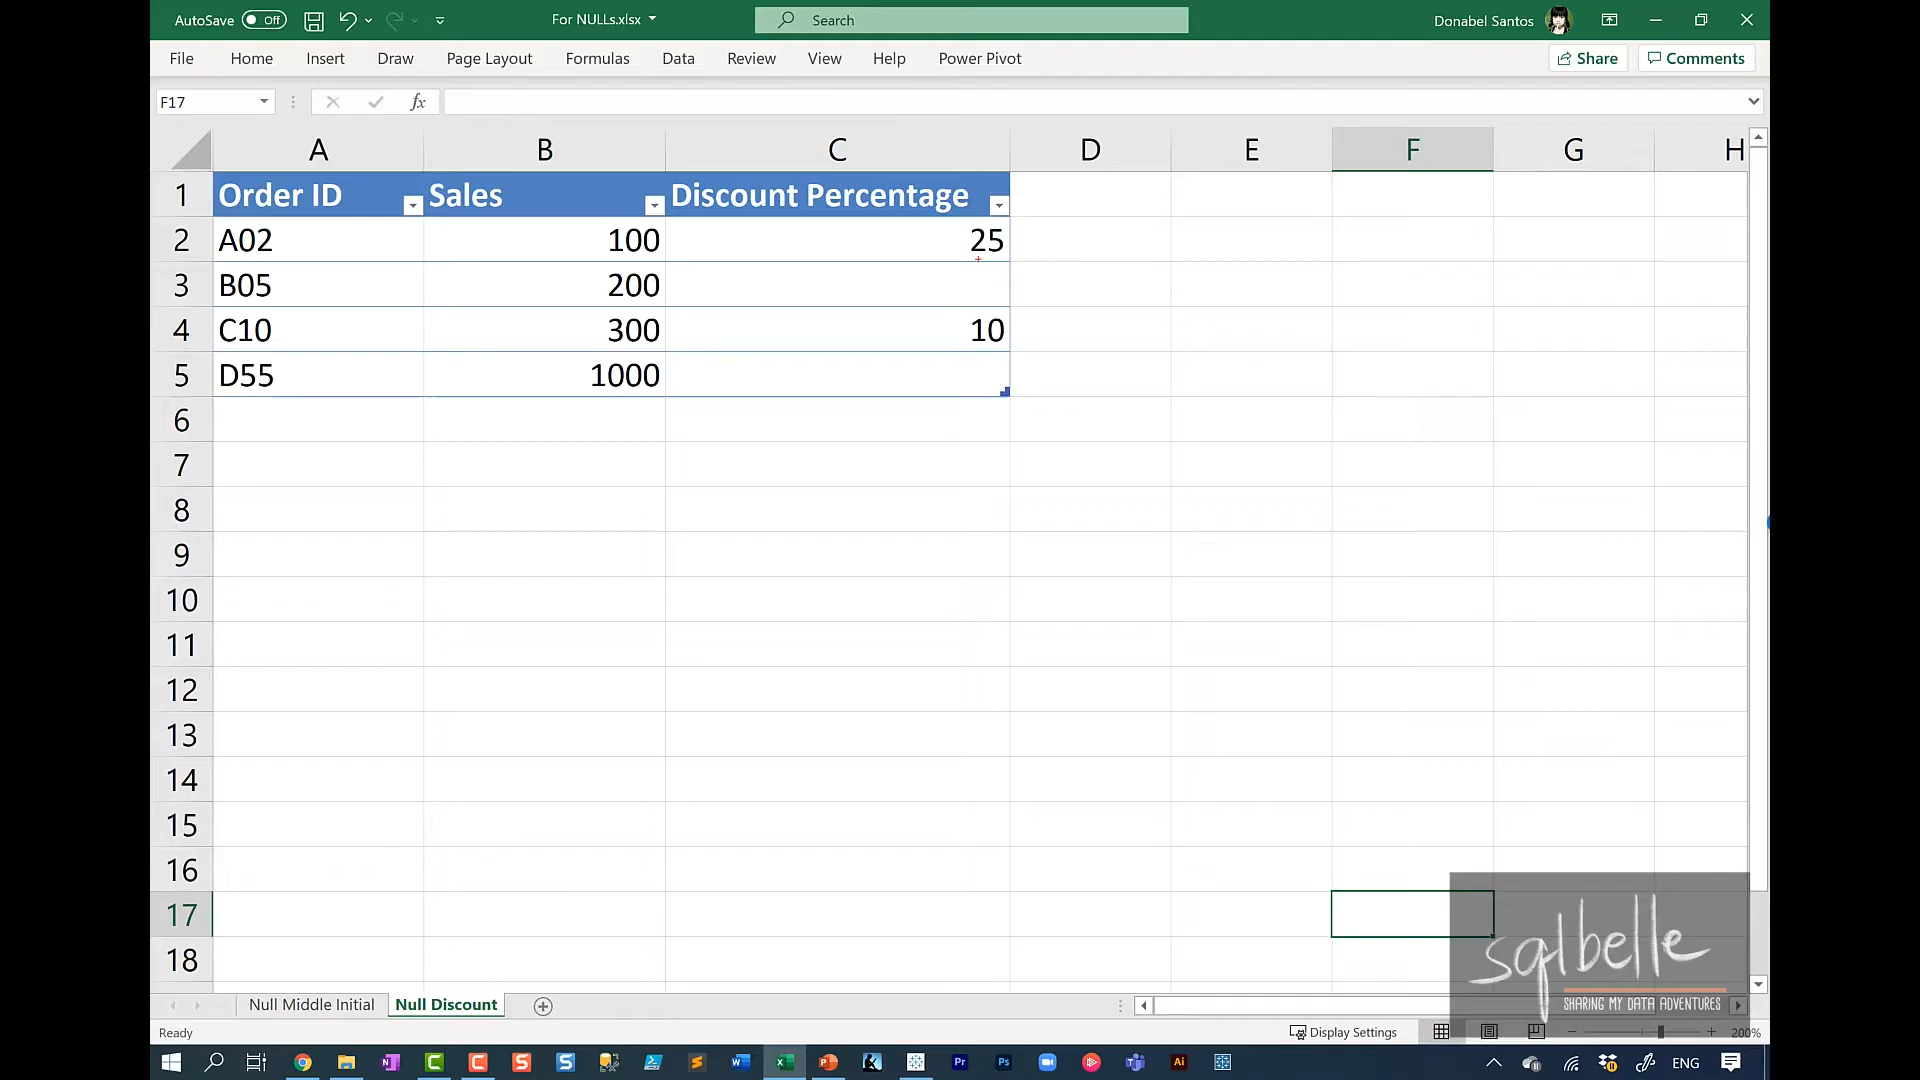 AutoSave Off For NULLs.xlsx Search Donabel Santos
File Home Insert Draw Page Layout Formulas Data Review View Help Power Pivot Share Comments
F17 fx
A B C D E F G H
1 Order ID Sales Discount Percentage
2 A02 100 25
3 B05 200
4 C10 300 10
5 D55 1000
6
7
8
9
10
11
12
13
14
15
16
17
18
sqlbelle
SHARING MY DATA ADVENTURES
Null Middle Initial Null Discount
Ready Display Settings 200%
ENG